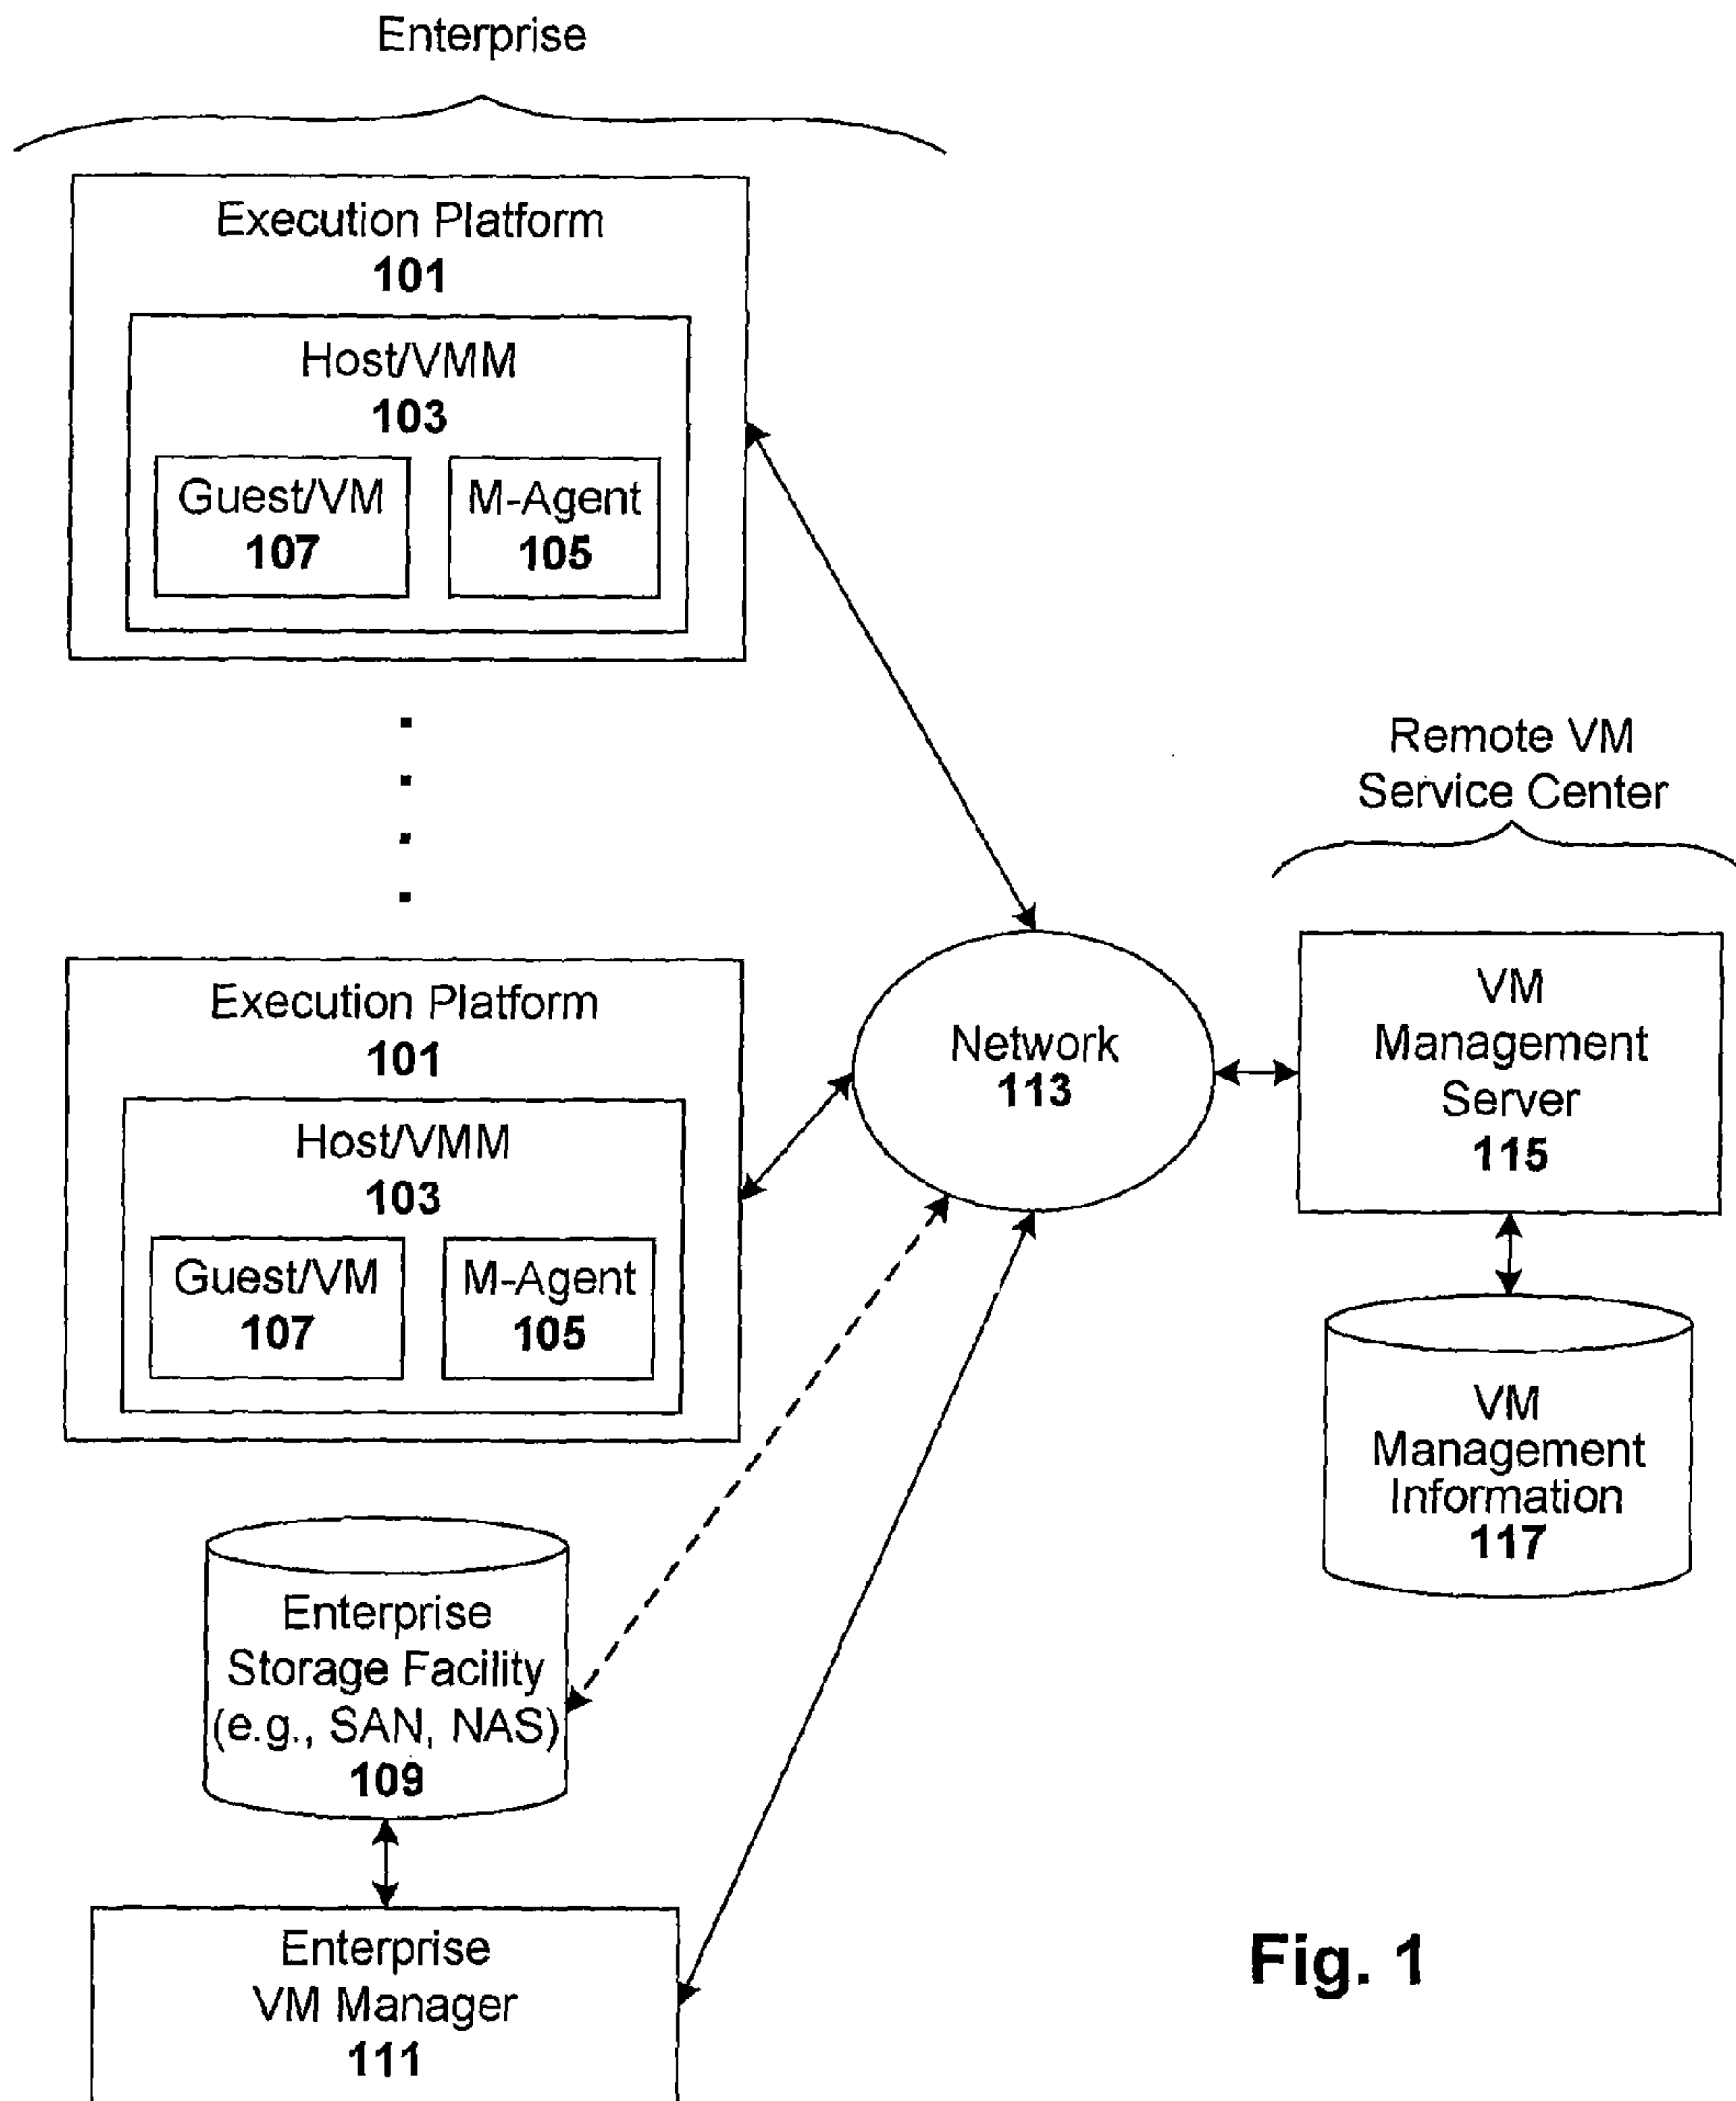 Enterprise
Execution Platform
101
Host/VMM
103
Guest/VM
107
M-Agent
105
Execution Platform
101
Host/VMM
103
Guest/VM
107
M-Agent
105
Enterprise
Storage Facility
(e.g., SAN, NAS)
109
Enterprise
VM Manager
111
Network
113
Remote VM
Service Center
VM
Management
Server
115
VM
Management
Information
117
Fig. 1